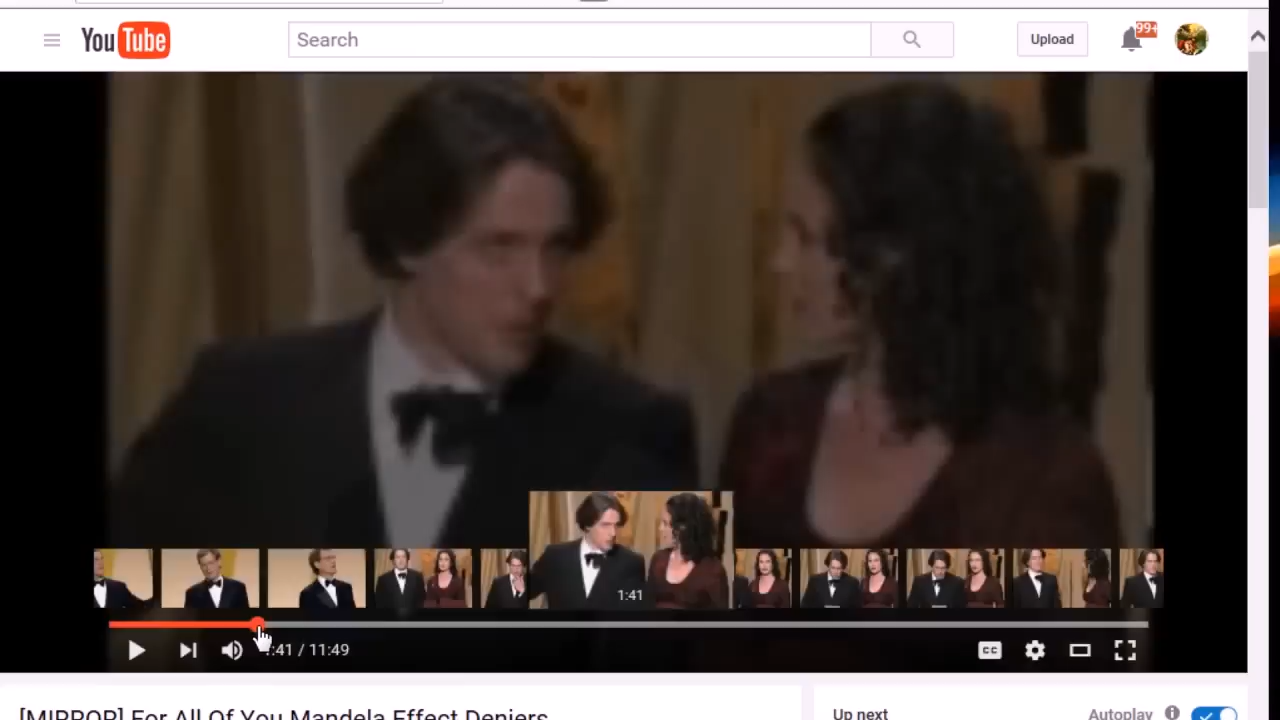 YouTube
Search
Upload
99+
1:41
:41 / 11:49
CC
[MIRROR] For All Of You Mandela Effect Deniers
Up next
Autoplay